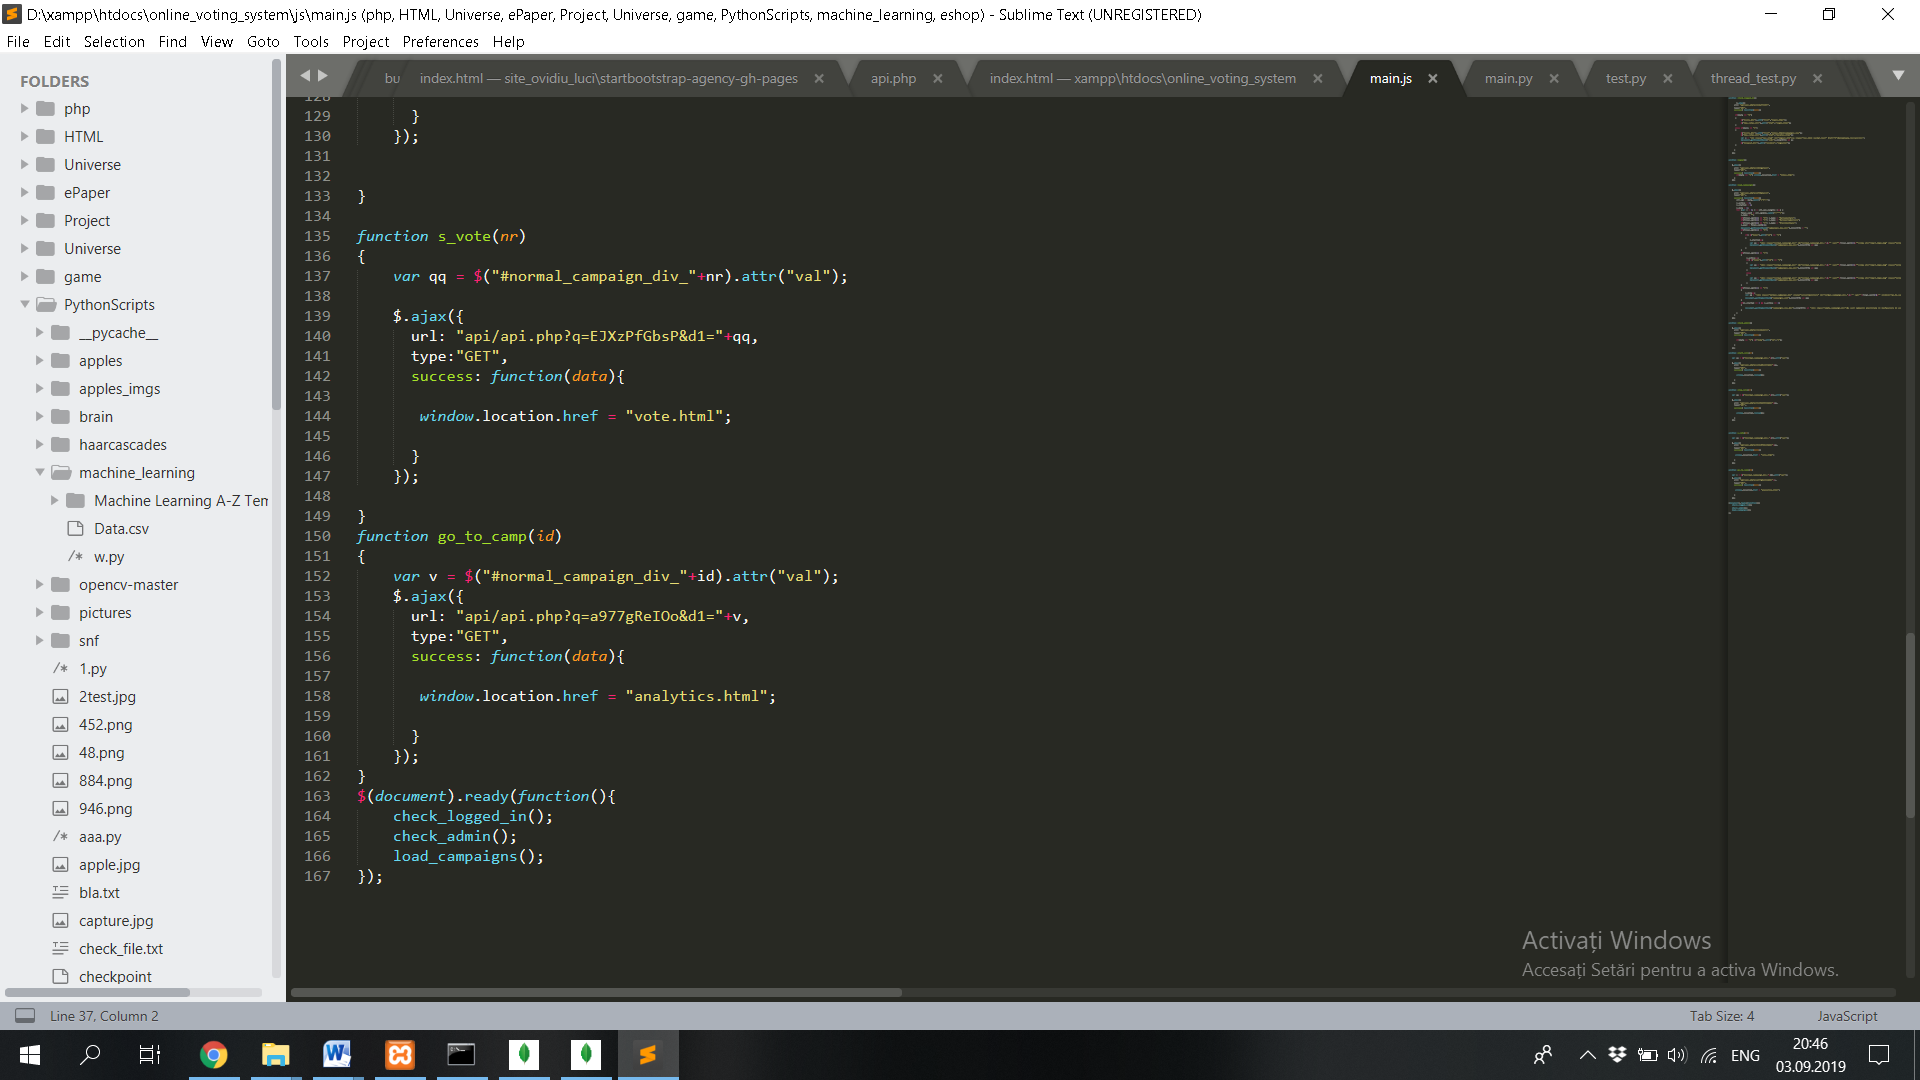 D:\xampp\htdocs\online_voting_system\js\main.js (php, HTML, Universe, ePaper, Project, Universe, game, PythonScripts, machine_learning, eshop) - Sublime Text (UNREGISTERED)
File Edit Selection Find View Goto Tools Project Preferences Help
FOLDERS
php
HTML
Universe
ePaper
Project
Universe
game
PythonScripts
__pycache__
apples
apples_imgs
brain
haarcascades
machine_learning
Machine Learning A-Z Tem
Data.csv
/* w.py
opencv-master
pictures
snf
/* 1.py
2test.jpg
452.png
48.png
884.png
946.png
/* aaa.py
apple.jpg
bla.txt
capture.jpg
check_file.txt
checkpoint
bu index.html — site_ovidiu_luci\startbootstrap-agency-gh-pages api.php index.html — xampp\htdocs\online_voting_system main.js main.py test.py thread_test.py
128
129 }
130 });
131
132
133 }
134
135 function s_vote(nr)
136 {
137 var qq = $("#normal_campaign_div_"+nr).attr("val");
138
139 $.ajax({
140 url: "api/api.php?q=EJXzPfGbsP&d1="+qq,
141 type:"GET",
142 success: function(data){
143
144 window.location.href = "vote.html";
145
146 }
147 });
148
149 }
150 function go_to_camp(id)
151 {
152 var v = $("#normal_campaign_div_"+id).attr("val");
153 $.ajax({
154 url: "api/api.php?q=a977gReIOo&d1="+v,
155 type:"GET",
156 success: function(data){
157
158 window.location.href = "analytics.html";
159
160 }
161 });
162 }
163 $(document).ready(function(){
164 check_logged_in();
165 check_admin();
166 load_campaigns();
167 });
Activați Windows
Accesați Setări pentru a activa Windows.
Line 37, Column 2 Tab Size: 4 JavaScript
ENG
20:46
03.09.2019